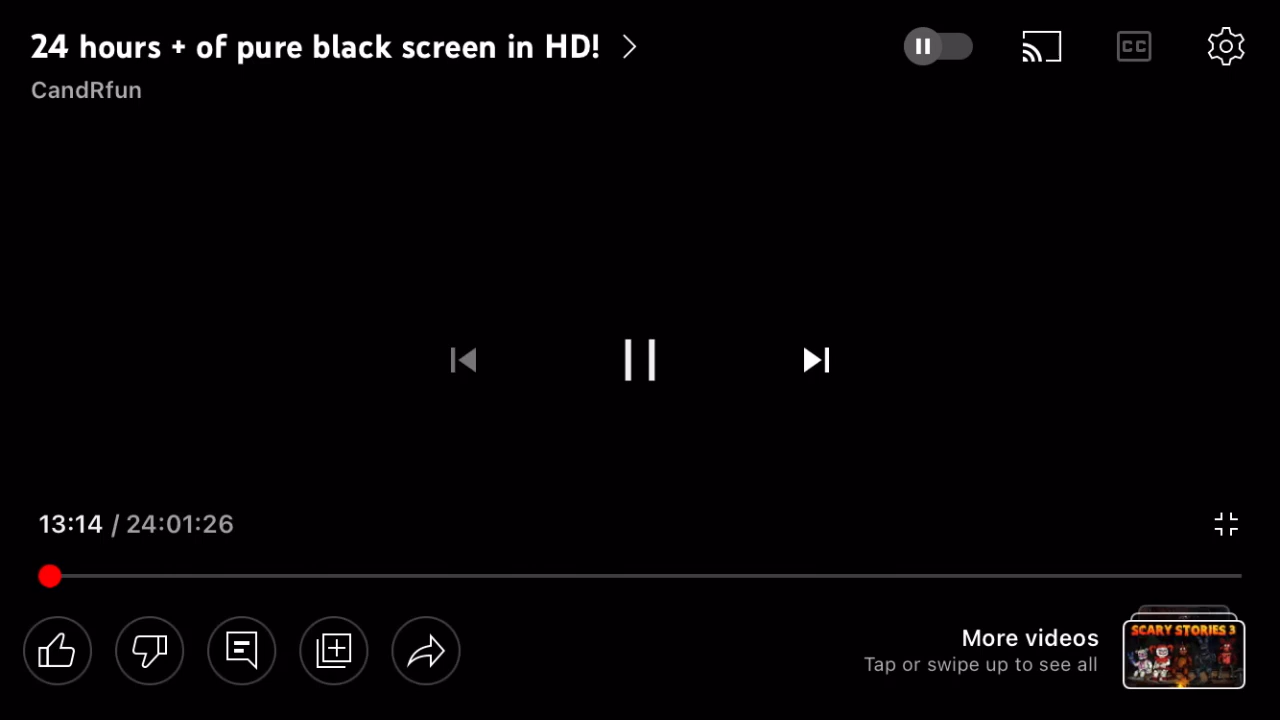 24 hours + of pure black screen in HD!
CandRfun
CC
13:14 / 24:01:26
More videos
Tap or swipe up to see all
SCARY STORIES 3